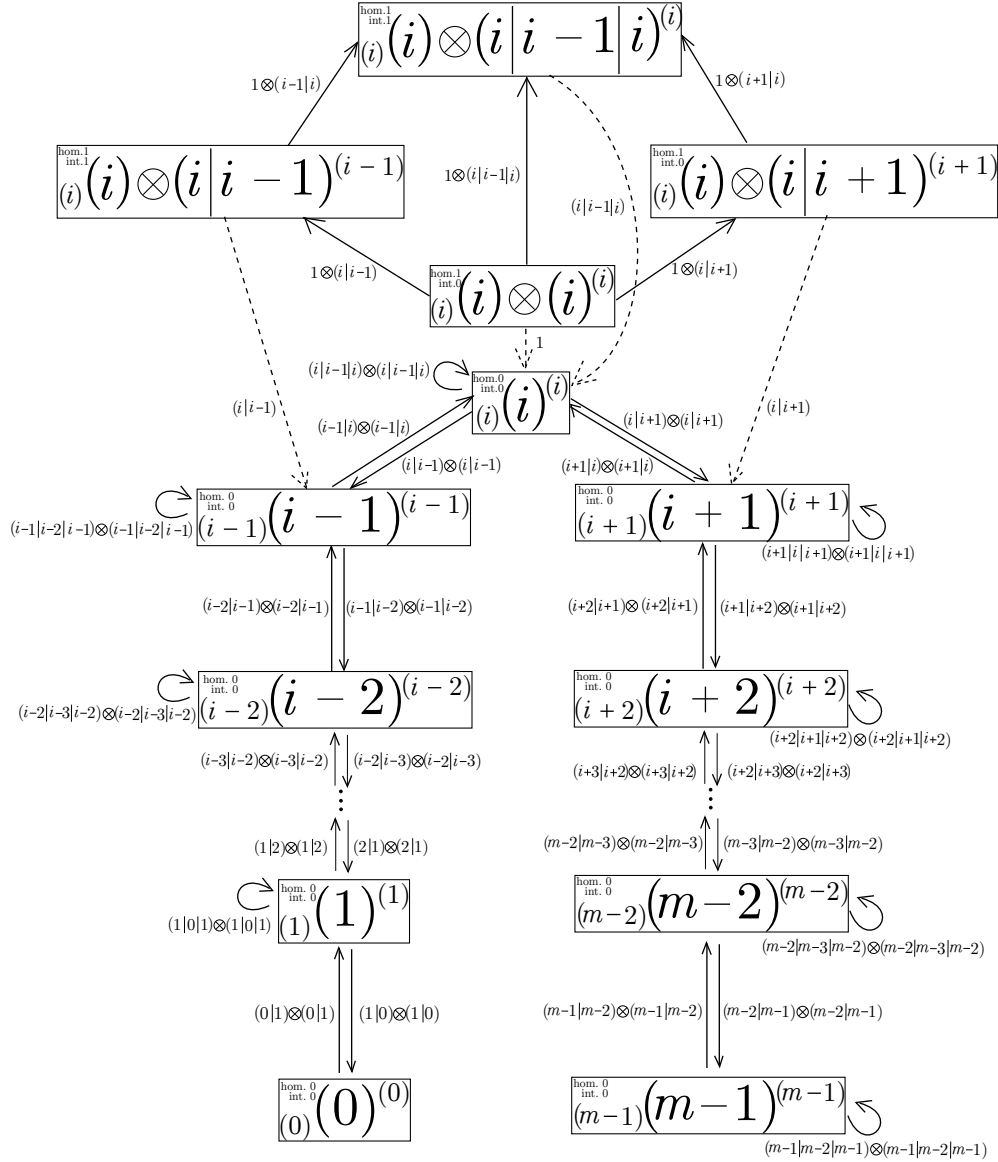 hom.1
int.1
(i)(i)⊗(i|i − 1|i)(i)
1⊗(i−1|i)
1⊗(i+1|i)
hom.1
int.1
(i)(i)⊗(i|i − 1)(i − 1)
1⊗(i|i−1|i)
hom.1
int.0
(i)(i)⊗(i|i + 1)(i + 1)
(i|i−1|i)
1⊗(i|i−1)
1⊗(i|i+1)
hom.1
int.0
(i)(i)⊗(i)(i)
1
(i|i−1|i)⊗(i|i−1|i)
hom.0
int.0
(i)(i)(i)
(i|i−1)
(i−1|i)⊗(i−1|i)
(i|i+1)⊗(i|i+1)
(i|i+1)
(i|i−1)⊗(i|i−1)
(i+1|i)⊗(i+1|i)
hom. 0
int. 0
(i − 1)(i − 1)(i − 1)
hom. 0
int. 0
(i + 1)(i + 1)(i + 1)
(i−1|i−2|i−1)⊗(i−1|i−2|i−1)
(i+1|i|i+1)⊗(i+1|i|i+1)
(i−2|i−1)⊗(i−2|i−1)
(i−1|i−2)⊗(i−1|i−2)
(i+2|i+1)⊗(i+2|i+1)
(i+1|i+2)⊗(i+1|i+2)
hom. 0
int. 0
(i − 2)(i − 2)(i − 2)
hom. 0
int. 0
(i + 2)(i + 2)(i + 2)
(i−2|i−3|i−2)⊗(i−2|i−3|i−2)
(i+2|i+1|i+2)⊗(i+2|i+1|i+2)
(i−3|i−2)⊗(i−3|i−2)
(i−2|i−3)⊗(i−2|i−3)
(i+3|i+2)⊗(i+3|i+2)
(i+2|i+3)⊗(i+2|i+3)
⋮
⋮
(1|2)⊗(1|2)
(2|1)⊗(2|1)
(m−2|m−3)⊗(m−2|m−3)
(m−3|m−2)⊗(m−3|m−2)
hom. 0
int. 0
(1)(1)(1)
hom. 0
int. 0
(m−2)(m−2)(m−2)
(1|0|1)⊗(1|0|1)
(m−2|m−3|m−2)⊗(m−2|m−3|m−2)
(0|1)⊗(0|1)
(1|0)⊗(1|0)
(m−1|m−2)⊗(m−1|m−2)
(m−2|m−1)⊗(m−2|m−1)
hom. 0
int. 0
(0)(0)(0)
hom. 0
int. 0
(m−1)(m−1)(m−1)
(m−1|m−2|m−1)⊗(m−1|m−2|m−1)